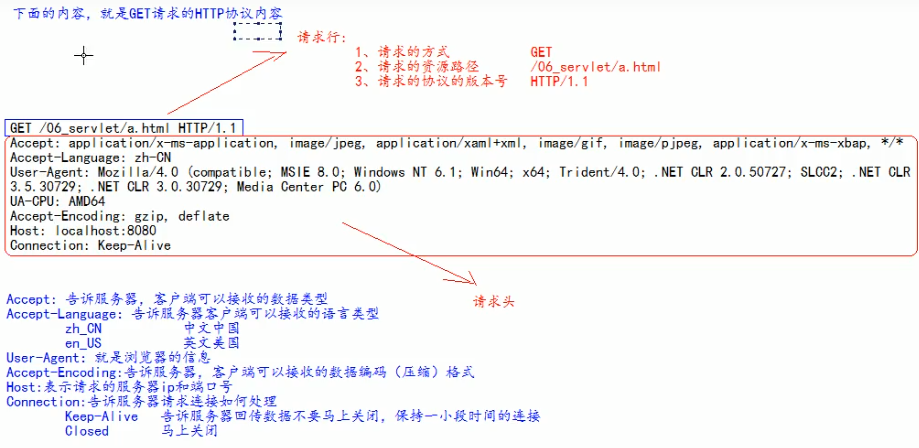 下面的内容，就是GET请求的HTTP协议内容
请求行:
1、请求的方式 GET
2、请求的资源路径 /06_servlet/a.html
3、请求的协议的版本号 HTTP/1.1
GET /06_servlet/a.html HTTP/1.1
Accept: application/x-ms-application, image/jpeg, application/xaml+xml, image/gif, image/pjpeg, application/x-ms-xbap, */*
Accept-Language: zh-CN
User-Agent: Mozilla/4.0 (compatible; MSIE 8.0; Windows NT 6.1; Win64; x64; Trident/4.0; .NET CLR 2.0.50727; SLCC2; .NET CLR
3.5.30729; .NET CLR 3.0.30729; Media Center PC 6.0)
UA-CPU: AMD64
Accept-Encoding: gzip, deflate
Host: localhost:8080
Connection: Keep-Alive
请求头
Accept: 告诉服务器，客户端可以接收的数据类型
Accept-Language: 告诉服务器客户端可以接收的语言类型
zh_CN 中文中国
en_US 英文美国
User-Agent: 就是浏览器的信息
Accept-Encoding:告诉服务器，客户端可以接收的数据编码（压缩）格式
Host:表示请求的服务器ip和端口号
Connection:告诉服务器请求连接如何处理
Keep-Alive 告诉服务器回传数据不要马上关闭，保持一小段时间的连接
Closed 马上关闭